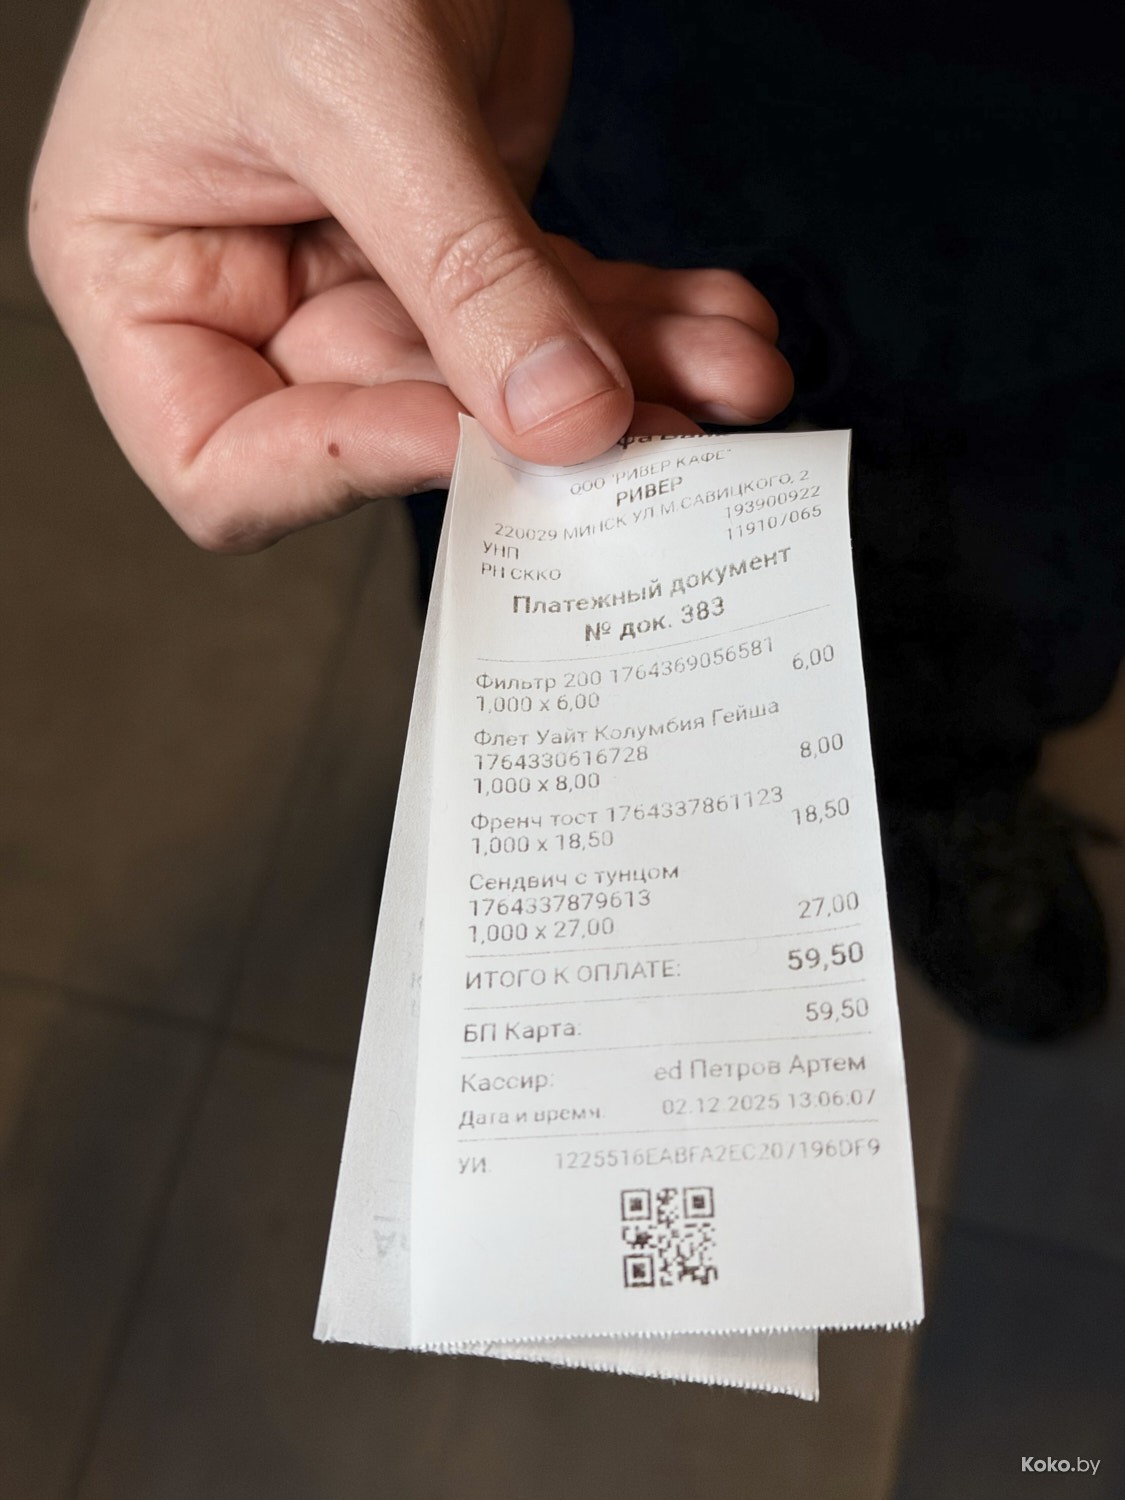 ООО "РИВЕР КАФЕ"
РИВЕР
220029 МИНСК УЛ М САВИЦКОГО, 2
УНП 193900922
РН СККО 119107065
Платежный документ
№ док. 383
Фильтр 200 1764369056581
1,000 x 6,00 6,00
Флет Уайт Колумбия Гейша
1764330616728
1,000 x 8,00 8,00
Френч тост 1764337861123
1,000 x 18,50 18,50
Сендвич с тунцом
1764337879613
1,000 x 27,00 27,00
ИТОГО К ОПЛАТЕ: 59,50
БП Карта: 59,50
Кассир: ed Петров Артем
Дата и время: 02.12.2025 13:06:07
УИ: 1225516EABFA2EC207196DF9
Koko.by